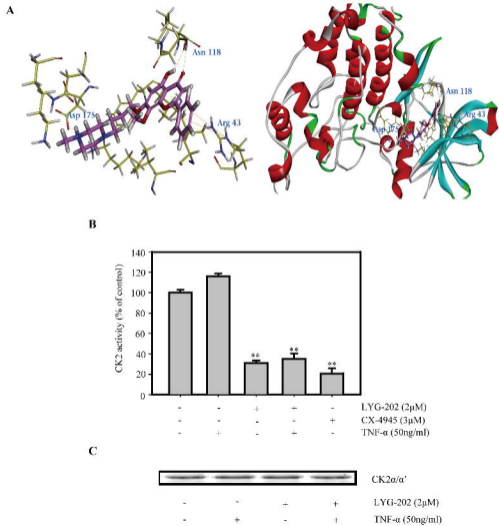 A
Asn 118
Asp 175
Arg 43
Asn 118
Asp 175
Arg 43
B
CK2 activity (% of control)
140
120
100
80
60
40
20
0
**
**
**
- - + + - LYG-202 (2μM)
- - - - + CX-4945 (3μM)
- + - + - TNF-α (50ng/ml)
C
CK2α/α'
- - + + LYG-202 (2μM)
- + - + TNF-α (50ng/ml)